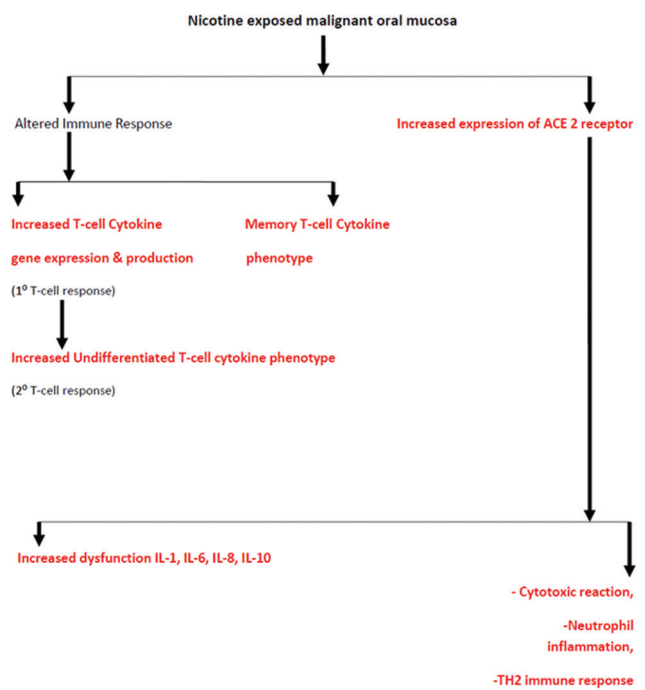 Nicotine exposed malignant oral mucosa
Altered Immune Response
Increased expression of ACE 2 receptor
Increased T-cell Cytokine
gene expression & production
(1⁰ T-cell response)
Memory T-cell Cytokine
phenotype
Increased Undifferentiated T-cell cytokine phenotype
(2⁰ T-cell response)
Increased dysfunction IL-1, IL-6, IL-8, IL-10
- Cytotoxic reaction,
-Neutrophil
inflammation,
-TH2 immune response